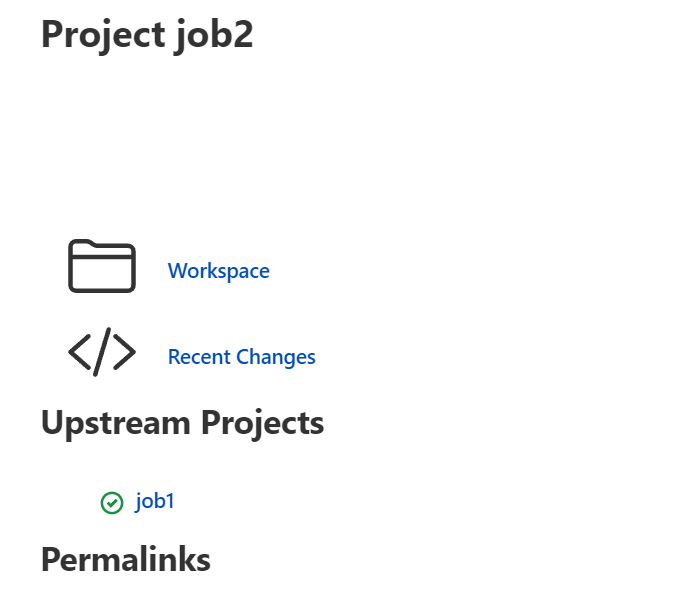 Project job2
Workspace
Recent Changes
Upstream Projects
job1
Permalinks